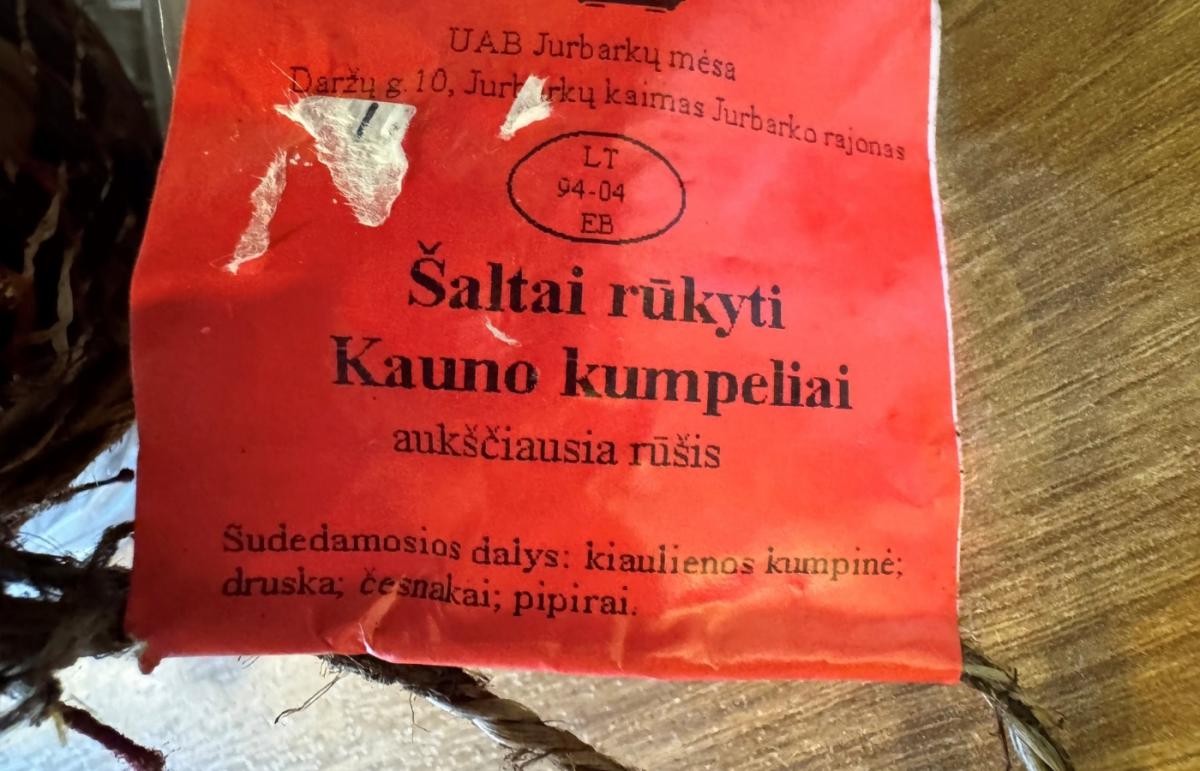 UAB Jurbarkų mėsa
Daržų g. 10, Jurbarkų kaimas Jurbarko rajonas
LT
94-04
EB
Šaltai rūkyti
Kauno kumpeliai
aukščiausia rūšis
Sudedamosios dalys: kiaulienos kumpinė;
druska; česnakai; pipirai.